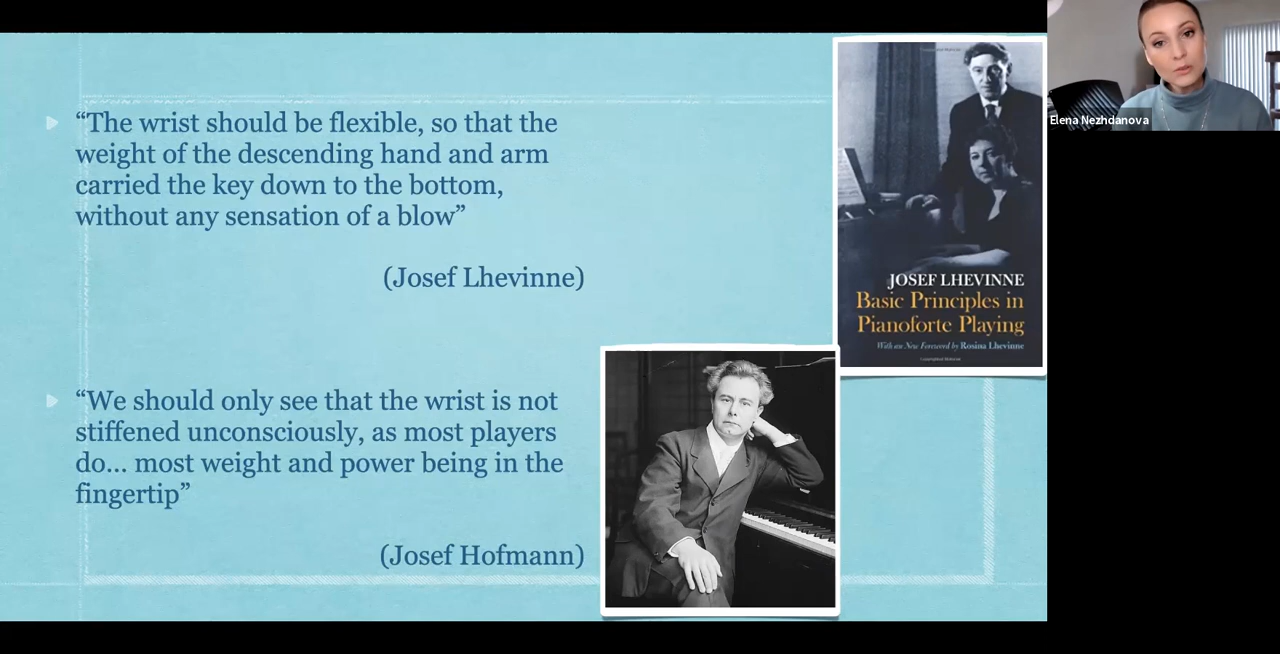 “The wrist should be flexible, so that the
weight of the descending hand and arm
carried the key down to the bottom,
without any sensation of a blow”
(Josef Lhevinne)
“We should only see that the wrist is not
stiffened unconsciously, as most players
do... most weight and power being in the
fingertip”
(Josef Hofmann)
JOSEF LHEVINNE
Basic Principles in
Pianoforte Playing
With an New Foreword by Rosina Lhevinne
Elena Nezhdanova